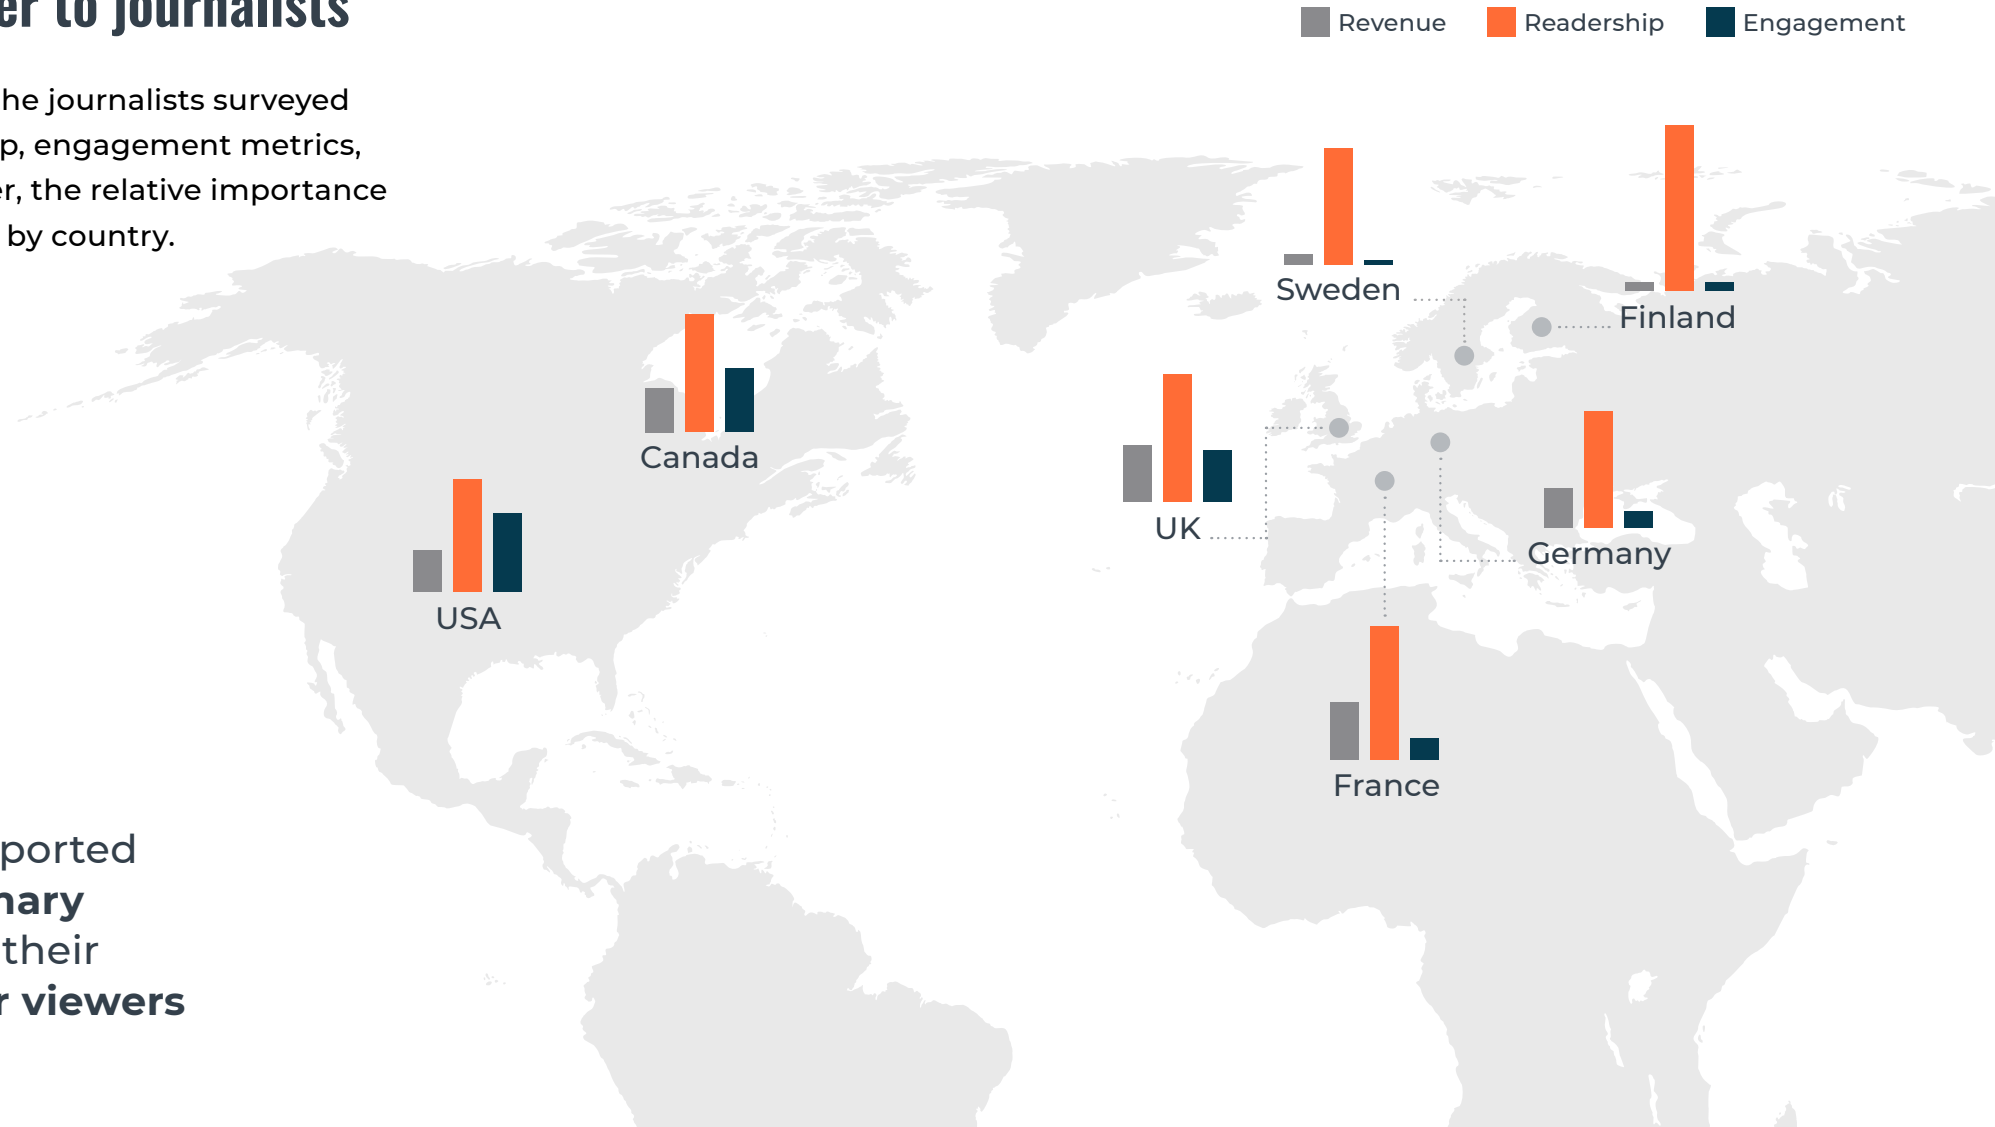 er to journalists
Revenue
Readership
Engagement
he journalists surveyed
p, engagement metrics,
er, the relative importance
by country.
Sweden
Finland
Canada
UK
Germany
USA
France
ported
nary
their
r viewers